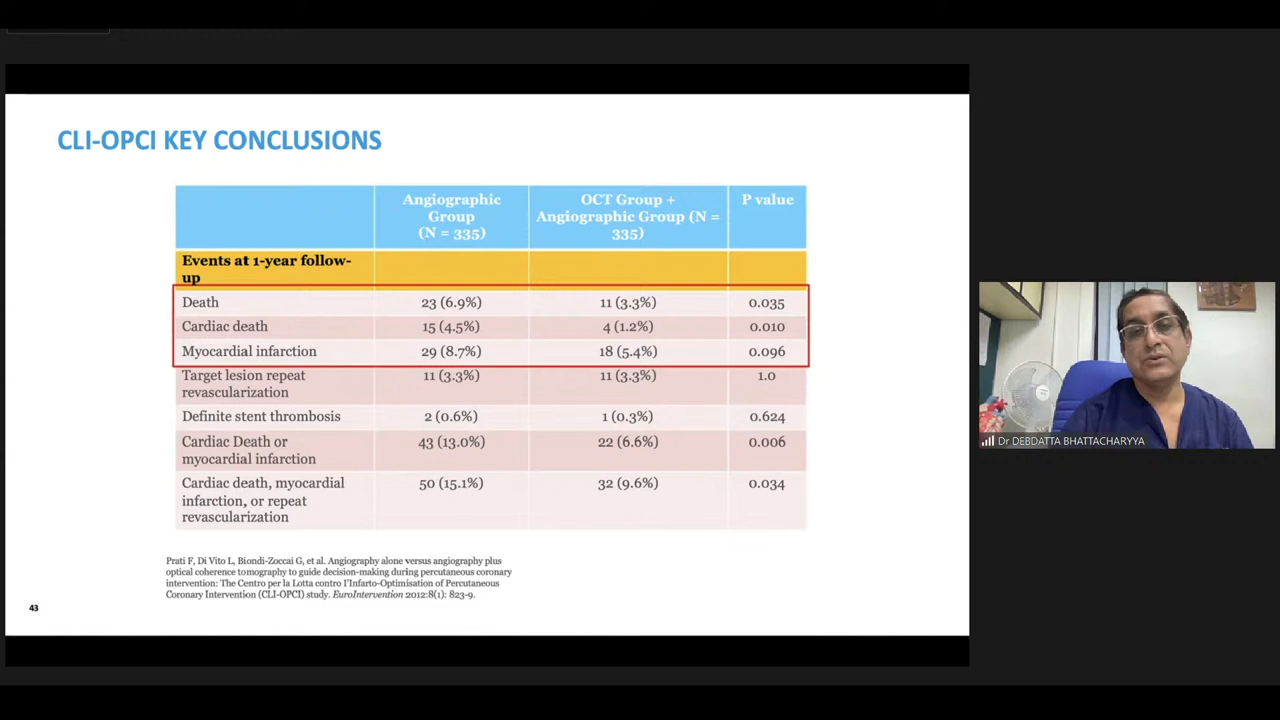 CLI-OPCI KEY CONCLUSIONS
Angiographic
Group
(N = 335)
OCT Group +
Angiographic Group (N =
335)
P value
Events at 1-year follow-
up
Death 23 (6.9%) 11 (3.3%) 0.035
Cardiac death 15 (4.5%) 4 (1.2%) 0.010
Myocardial infarction 29 (8.7%) 18 (5.4%) 0.096
Target lesion repeat 11 (3.3%) 11 (3.3%) 1.0
revascularization
Definite stent thrombosis 2 (0.6%) 1 (0.3%) 0.624
Cardiac Death or 43 (13.0%) 22 (6.6%) 0.006
myocardial infarction
Cardiac death, myocardial 50 (15.1%) 32 (9.6%) 0.034
infarction, or repeat
revascularization
Prati F, Di Vito L, Biondi-Zoccai G, et al. Angiography alone versus angiography plus
optical coherence tomography to guide decision-making during percutaneous coronary
intervention: The Centro per la Lotta contro l'Infarto-Optimisation of Percutaneous
Coronary Intervention (CLI-OPCI) study. EuroIntervention 2012:8(1): 823-9.
43
Dr DEBDATTA BHATTACHARYYA